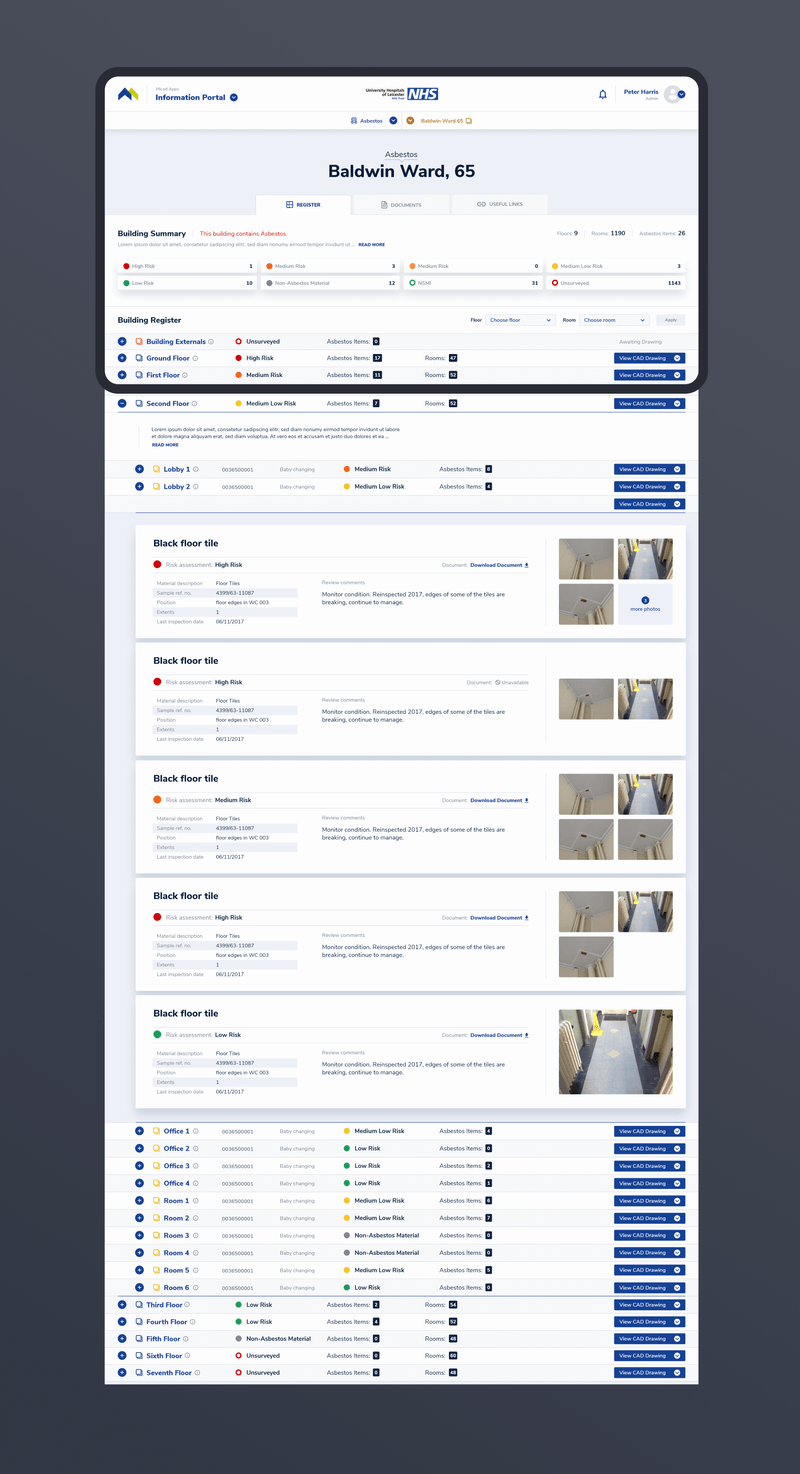 Micad Apps
Information Portal
University Hospitals
of Leicester
NHS Trust
NHS
Peter Harris
Admin
Asbestos
Baldwin Ward 65
Asbestos
Baldwin Ward, 65
REGISTER
DOCUMENTS
USEFUL LINKS
Building Summary This building contains Asbestos Floors: 9 Rooms: 1190 Asbestos Items: 26
Lorem ipsum dolor sit amet, consetetur sadipscing elitr, sed diam nonumy eirmod tempor invidunt ut ... READ MORE
High Risk 1 Medium Risk 3 Medium Risk 0 Medium Low Risk 3
Low Risk 10 Non-Asbestos Material 12 NSMI 31 Unsurveyed 1143
Building Register Floor Choose floor Room Choose room Apply
Building Externals Unsurveyed Asbestos Items: 0 Awaiting Drawing
Ground Floor High Risk Asbestos Items: 17 Rooms: 47 View CAD Drawing
First Floor Medium Risk Asbestos Items: 11 Rooms: 52 View CAD Drawing
Second Floor Medium Low Risk Asbestos Items: 7 Rooms: 52 View CAD Drawing
Lorem ipsum dolor sit amet, consetetur sadipscing elitr, sed diam nonumy eirmod tempor invidunt ut labore
et dolore magna aliquyam erat, sed diam voluptua. At vero eos et accusam et justo duo dolores et ea ...
READ MORE
Lobby 1 0036500001 Baby changing Medium Risk Asbestos Items: 8 View CAD Drawing
Lobby 2 0036500001 Baby changing Medium Low Risk Asbestos Items: 4 View CAD Drawing
View CAD Drawing
Black floor tile
Risk assessment: High Risk Document: Download Document
Material description Floor Tiles Review comments
Sample ref. no. 4399/63-11087 Monitor condition. Reinspected 2017, edges of some of the tiles are
Position floor edges in WC 003 breaking, continue to manage.
Extents 1
Last inspection date 06/11/2017
3
more photos
Black floor tile
Risk assessment: High Risk Document: Unavailable
Material description Floor Tiles Review comments
Sample ref. no. 4399/63-11087 Monitor condition. Reinspected 2017, edges of some of the tiles are
Position floor edges in WC 003 breaking, continue to manage.
Extents 1
Last inspection date 06/11/2017
Black floor tile
Risk assessment: Medium Risk Document: Download Document
Material description Floor Tiles Review comments
Sample ref. no. 4399/63-11087 Monitor condition. Reinspected 2017, edges of some of the tiles are
Position floor edges in WC 003 breaking, continue to manage.
Extents 1
Last inspection date 06/11/2017
Black floor tile
Risk assessment: High Risk Document: Download Document
Material description Floor Tiles Review comments
Sample ref. no. 4399/63-11087 Monitor condition. Reinspected 2017, edges of some of the tiles are
Position floor edges in WC 003 breaking, continue to manage.
Extents 1
Last inspection date 06/11/2017
Black floor tile
Risk assessment: Low Risk Document: Download Document
Material description Floor Tiles Review comments
Sample ref. no. 4399/63-11087 Monitor condition. Reinspected 2017, edges of some of the tiles are
Position floor edges in WC 003 breaking, continue to manage.
Extents 1
Last inspection date 06/11/2017
Office 1 0036500001 Baby changing Medium Low Risk Asbestos Items: 4 View CAD Drawing
Office 2 0036500001 Baby changing Low Risk Asbestos Items: 0 View CAD Drawing
Office 3 0036500001 Baby changing Low Risk Asbestos Items: 2 View CAD Drawing
Office 4 0036500001 Baby changing Low Risk Asbestos Items: 1 View CAD Drawing
Room 1 0036500001 Baby changing Medium Low Risk Asbestos Items: 6 View CAD Drawing
Room 2 0036500001 Baby changing Medium Low Risk Asbestos Items: 7 View CAD Drawing
Room 3 0036500001 Baby changing Non-Asbestos Material Asbestos Items: 0 View CAD Drawing
Room 4 0036500001 Baby changing Non-Asbestos Material Asbestos Items: 0 View CAD Drawing
Room 5 0036500001 Baby changing Medium Low Risk Asbestos Items: 5 View CAD Drawing
Room 6 0036500001 Baby changing Low Risk Asbestos Items: 0 View CAD Drawing
Third Floor Low Risk Asbestos Items: 2 Rooms: 54 View CAD Drawing
Fourth Floor Low Risk Asbestos Items: 4 Rooms: 52 View CAD Drawing
Fifth Floor Non-Asbestos Material Asbestos Items: 0 Rooms: 48 View CAD Drawing
Sixth Floor Unsurveyed Asbestos Items: 0 Rooms: 60 View CAD Drawing
Seventh Floor Unsurveyed Asbestos Items: 0 Rooms: 48 View CAD Drawing